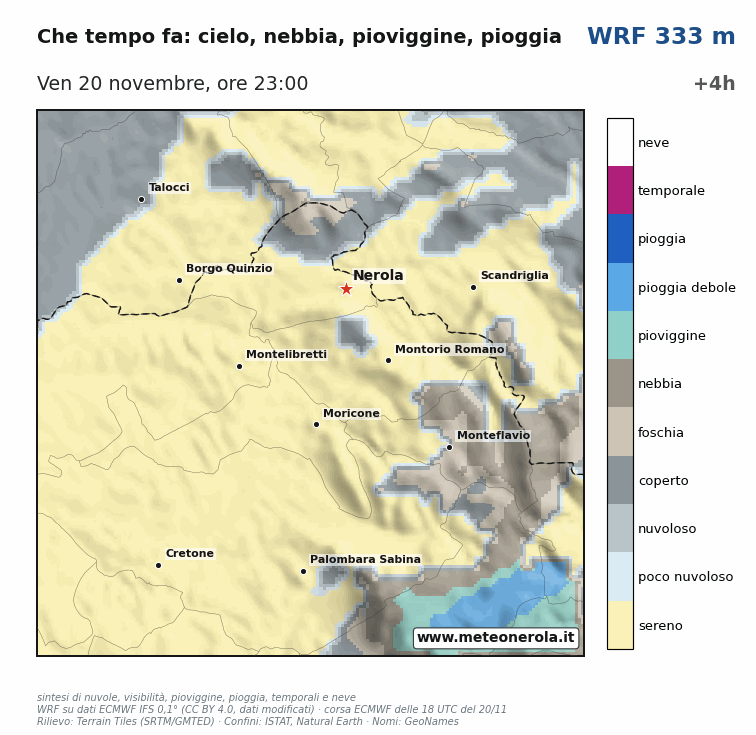 Che tempo fa: cielo, nebbia, pioviggine, pioggia
WRF 333 m
Ven 20 novembre, ore 23:00
+4h
neve
temporale
pioggia
pioggia debole
pioviggine
nebbia
foschia
coperto
nuvoloso
poco nuvoloso
sereno
Talocci
Borgo Quinzio
Nerola
Scandriglia
Montelibretti
Montorio Romano
Moricone
Monteflavio
Cretone
Palombara Sabina
www.meteonerola.it
sintesi di nuvole, visibilità, pioviggine, pioggia, temporali e neve
WRF su dati ECMWF IFS 0,1° (CC BY 4.0, dati modificati) · corsa ECMWF delle 18 UTC del 20/11
Rilievo: Terrain Tiles (SRTM/GMTED) · Confini: ISTAT, Natural Earth · Nomi: GeoNames